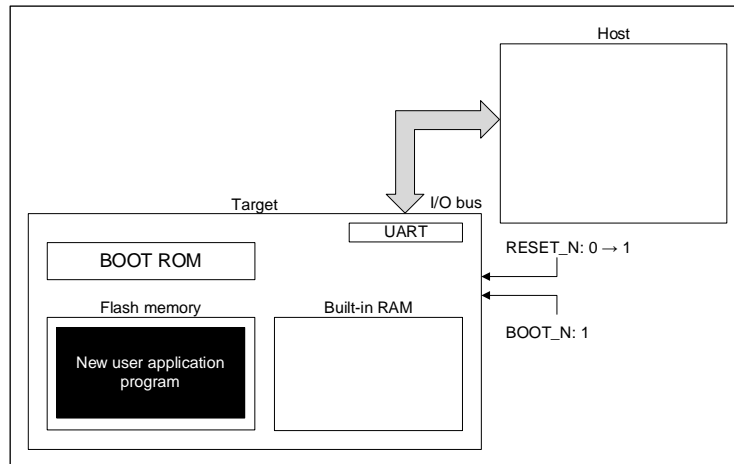 Host
Target
I/O bus
UART
RESET_N: 0 → 1
BOOT ROM
Flash memory
Built-in RAM
BOOT_N: 1
New user application
program